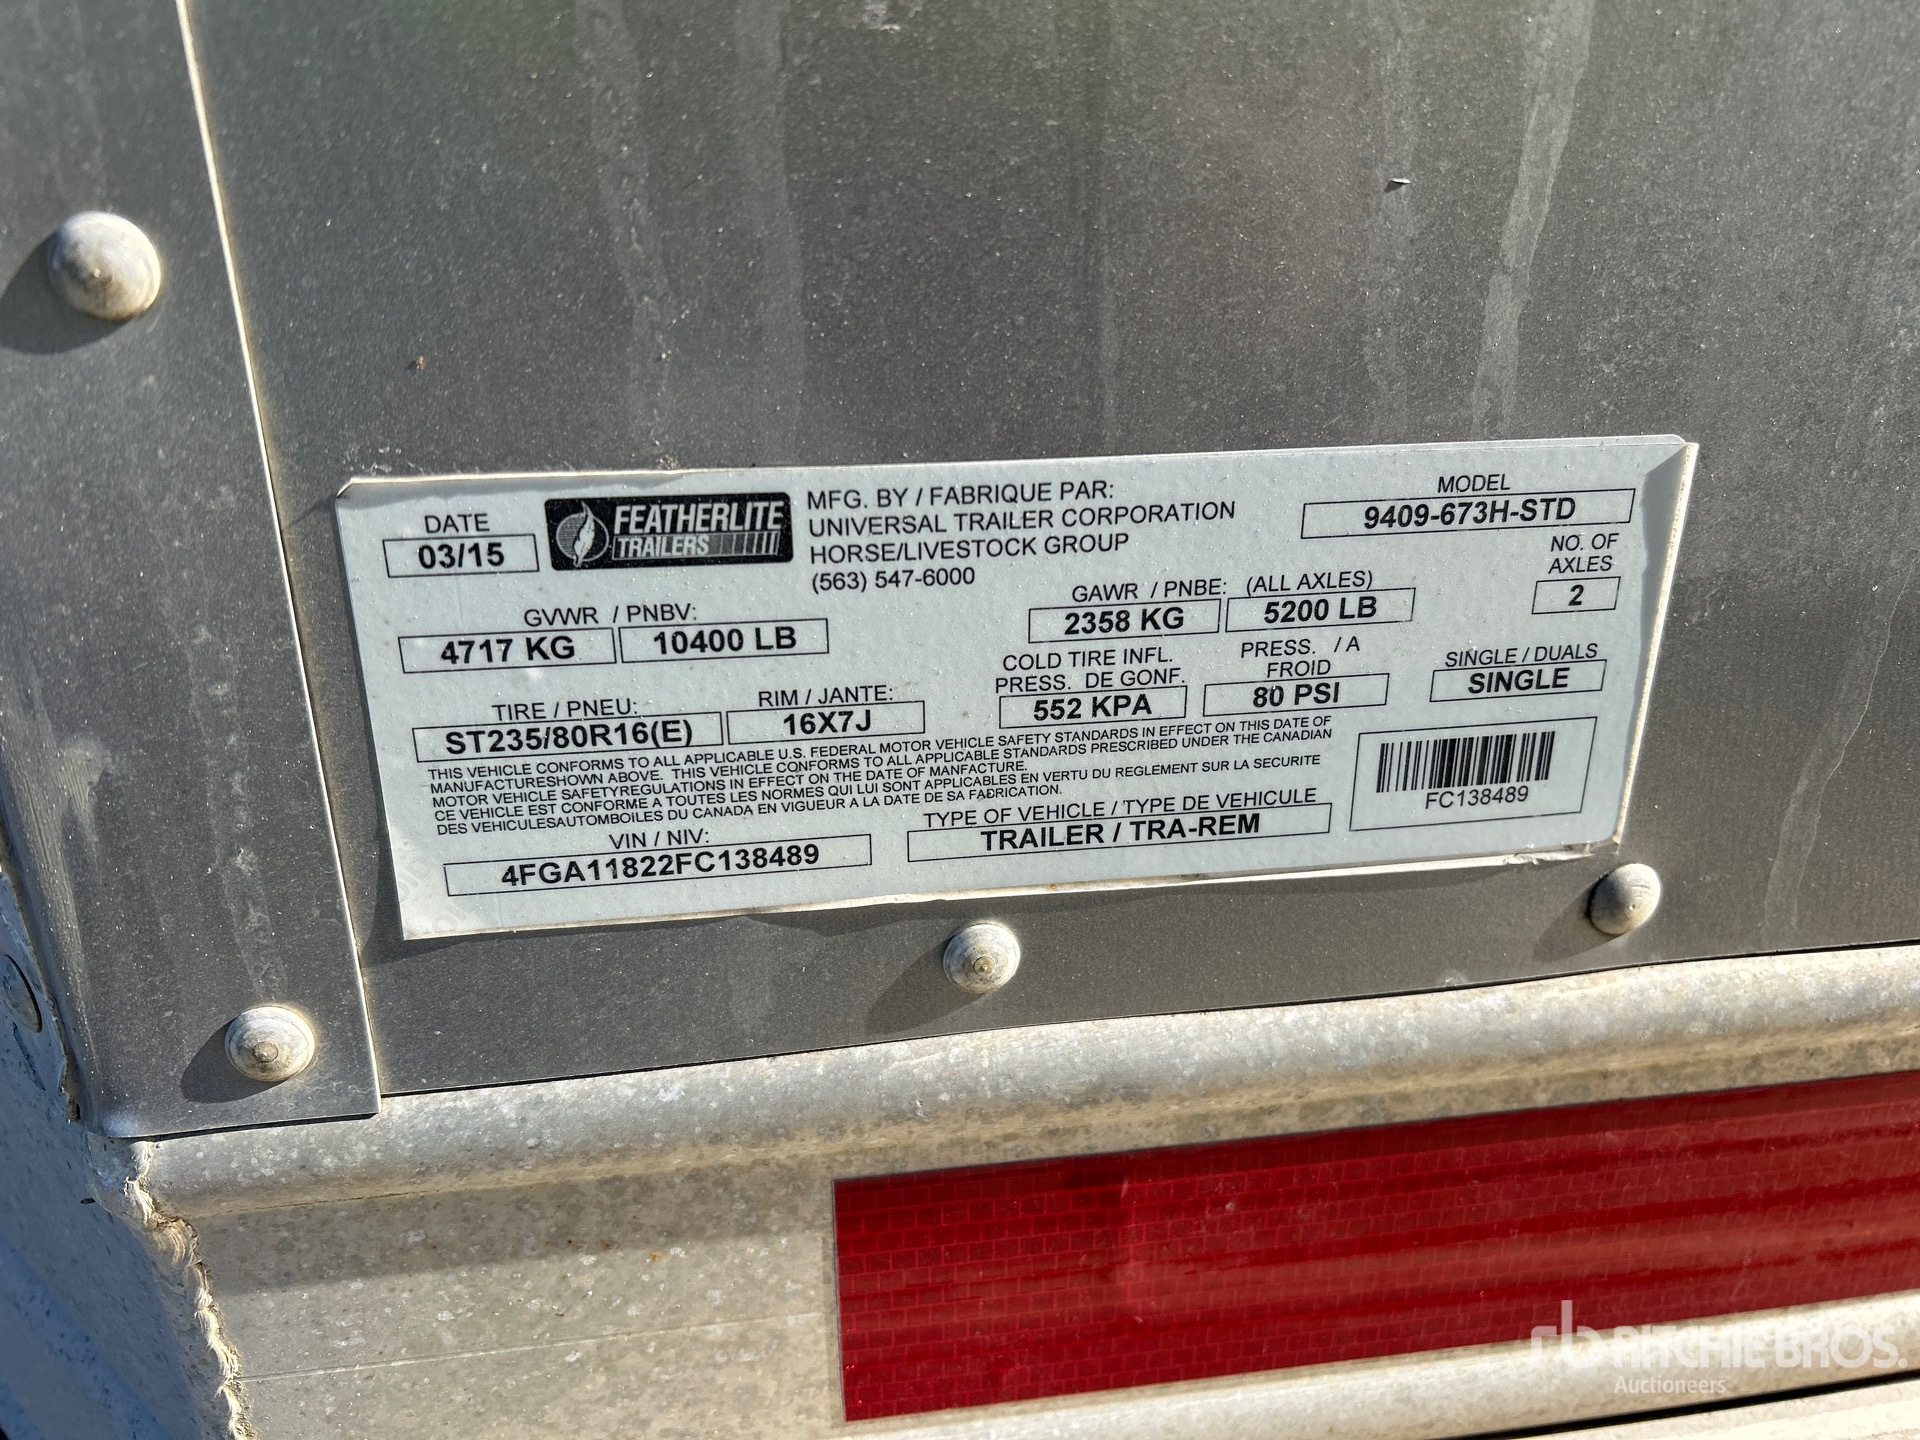 DATE
03/15
FEATHERLITE
TRAILERS
MFG. BY / FABRIQUE PAR:
UNIVERSAL TRAILER CORPORATION
HORSE/LIVESTOCK GROUP
(563) 547-6000
MODEL
9409-673H-STD
NO. OF
AXLES
2
GVWR / PNBV:
4717 KG 10400 LB
GAWR / PNBE: (ALL AXLES)
2358 KG 5200 LB
TIRE / PNEU:
ST235/80R16(E)
RIM / JANTE:
16X7J
COLD TIRE INFL. PRESS. / A
PRESS. DE GONF. FROID
552 KPA 80 PSI
SINGLE / DUALS
SINGLE
THIS VEHICLE CONFORMS TO ALL APPLICABLE U.S. FEDERAL MOTOR VEHICLE SAFETY STANDARDS IN EFFECT ON THIS DATE OF
MANUFACTURESHOWN ABOVE. THIS VEHICLE CONFORMS TO ALL APPLICABLE STANDARDS PRESCRIBED UNDER THE CANADIAN
MOTOR VEHICLE SAFETYREGULATIONS IN EFFECT ON THE DATE OF MANFACTURE.
CE VEHICLE EST CONFORME A TOUTES LES NORMES QUI LUI SONT APPLICABLES EN VERTU DU REGLEMENT SUR LA SECURITE
DES VEHICULESAUTOMBOILES DU CANADA EN VIGUEUR A LA DATE DE SA FABRICATION.
VIN / NIV:
4FGA11822FC138489
TYPE OF VEHICLE / TYPE DE VEHICULE
TRAILER / TRA-REM
FC138489
rb RITCHIE BROS.
Auctioneers